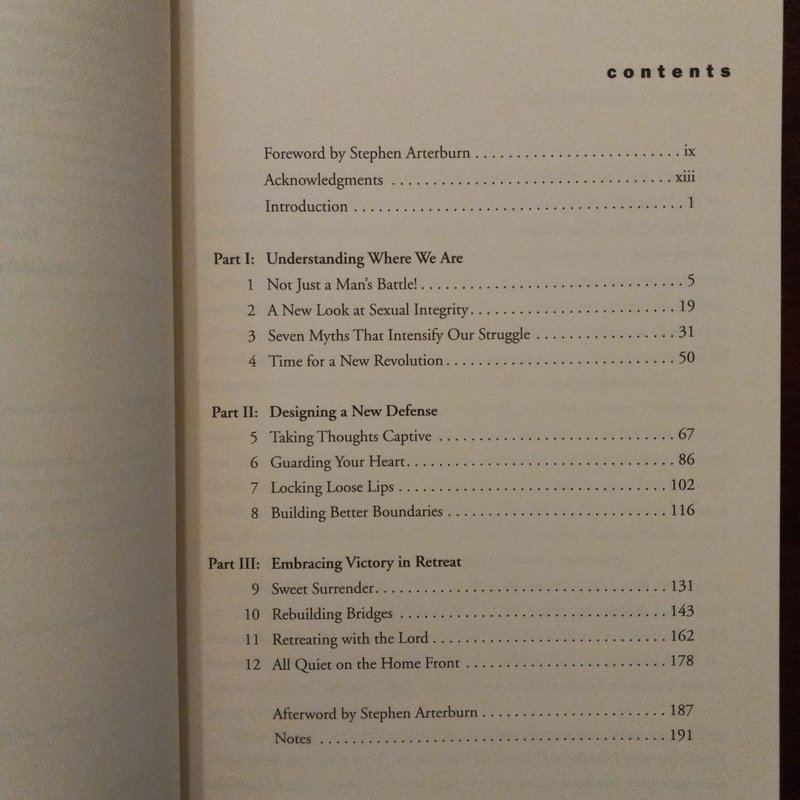 contents
Foreword by Stephen Arterburn . . . . . . . . . . . . . . . . . . . . . . . . . ix
Acknowledgments . . . . . . . . . . . . . . . . . . . . . . . . . . . . . . . . . . xiii
Introduction . . . . . . . . . . . . . . . . . . . . . . . . . . . . . . . . . . . . . . . . 1
Part I: Understanding Where We Are
1 Not Just a Man's Battle! . . . . . . . . . . . . . . . . . . . . . . . . . . . . . . . . 5
2 A New Look at Sexual Integrity . . . . . . . . . . . . . . . . . . . . . . . . . 19
3 Seven Myths That Intensify Our Struggle . . . . . . . . . . . . . . . . . 31
4 Time for a New Revolution . . . . . . . . . . . . . . . . . . . . . . . . . . . . 50
Part II: Designing a New Defense
5 Taking Thoughts Captive . . . . . . . . . . . . . . . . . . . . . . . . . . . . . 67
6 Guarding Your Heart . . . . . . . . . . . . . . . . . . . . . . . . . . . . . . . . . 86
7 Locking Loose Lips . . . . . . . . . . . . . . . . . . . . . . . . . . . . . . . . . 102
8 Building Better Boundaries . . . . . . . . . . . . . . . . . . . . . . . . . . . 116
Part III: Embracing Victory in Retreat
9 Sweet Surrender . . . . . . . . . . . . . . . . . . . . . . . . . . . . . . . . . . . . 131
10 Rebuilding Bridges . . . . . . . . . . . . . . . . . . . . . . . . . . . . . . . . . 143
11 Retreating with the Lord . . . . . . . . . . . . . . . . . . . . . . . . . . . . . 162
12 All Quiet on the Home Front . . . . . . . . . . . . . . . . . . . . . . . . . 178
Afterword by Stephen Arterburn . . . . . . . . . . . . . . . . . . . . . . . 187
Notes . . . . . . . . . . . . . . . . . . . . . . . . . . . . . . . . . . . . . . . . . . . 191